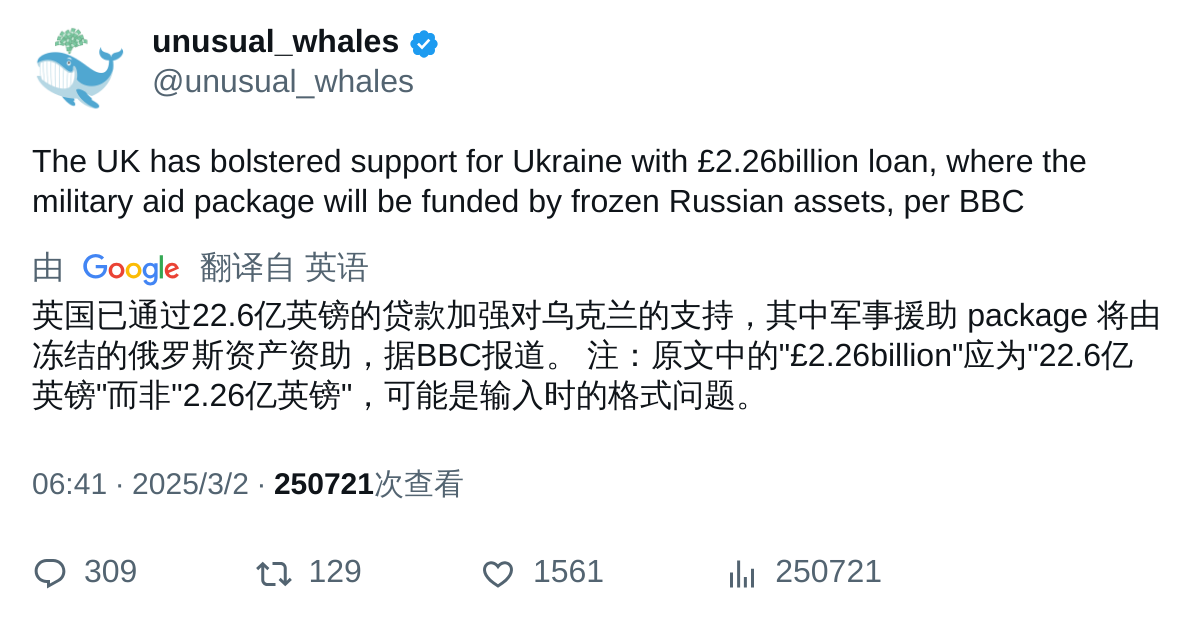 unusual_whales
@unusual_whales
The UK has bolstered support for Ukraine with £2.26billion loan, where the
military aid package will be funded by frozen Russian assets, per BBC
由 Google 翻译自 英语
英国已通过22.6亿英镑的贷款加强对乌克兰的支持，其中军事援助 package 将由
冻结的俄罗斯资产资助，据BBC报道。 注：原文中的"£2.26billion"应为"22.6亿
英镑"而非"2.26亿英镑"，可能是输入时的格式问题。
06:41 · 2025/3/2 · 250721次查看
309 129 1561 250721